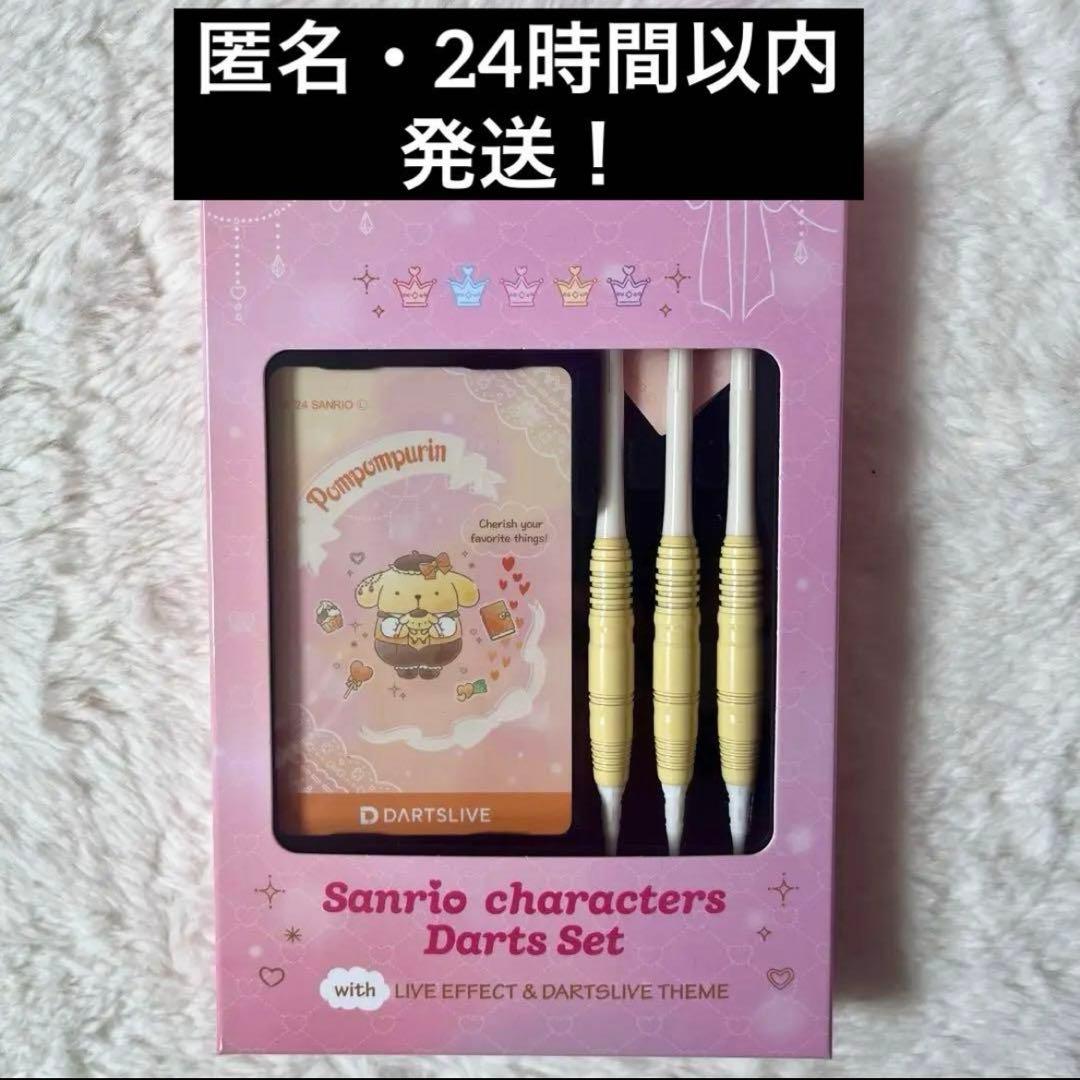 匿名・24時間以内
発送！
24 SANRIO Ⓛ
Pompompurin
Cherish your
favorite things!
DARTSLIVE
Sanrio characters
Darts Set
with LIVE EFFECT & DARTSLIVE THEME